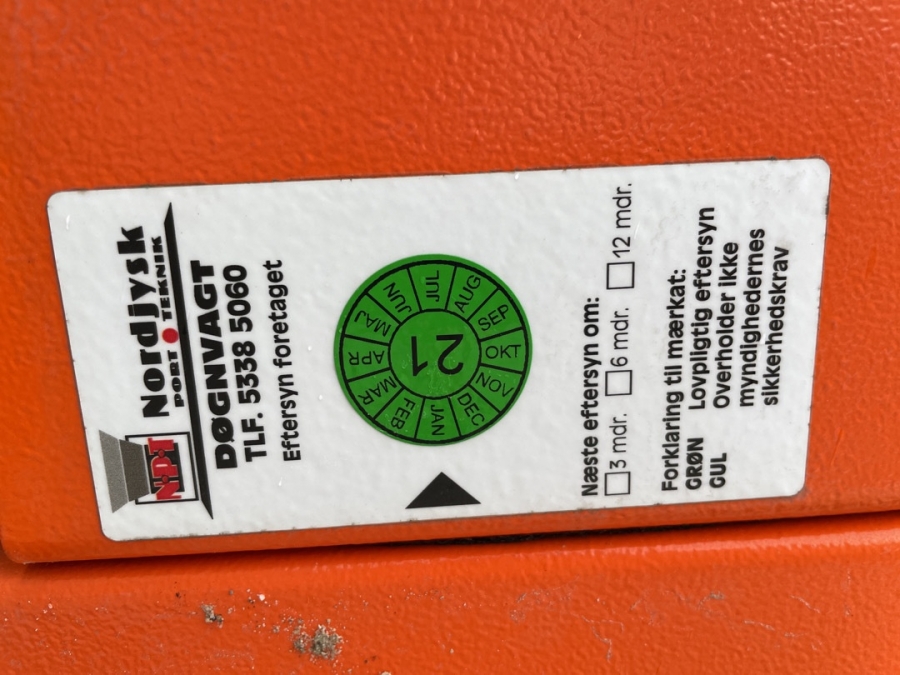 NPT
Nordjysk
PORT TEKNIK
DØGNVAGT
TLF. 5338 5060
Eftersyn foretaget
JAN
FEB
MAR
APR
MAJ
JUN
JUL
AUG
SEP
OKT
NOV
DEC
21
Næste eftersyn om:
3 mdr. 6 mdr. 12 mdr.
Forklaring til mærkat:
GRØN Lovpligtig eftersyn
GUL Overholder ikke
myndighedernes
sikkerhedskrav